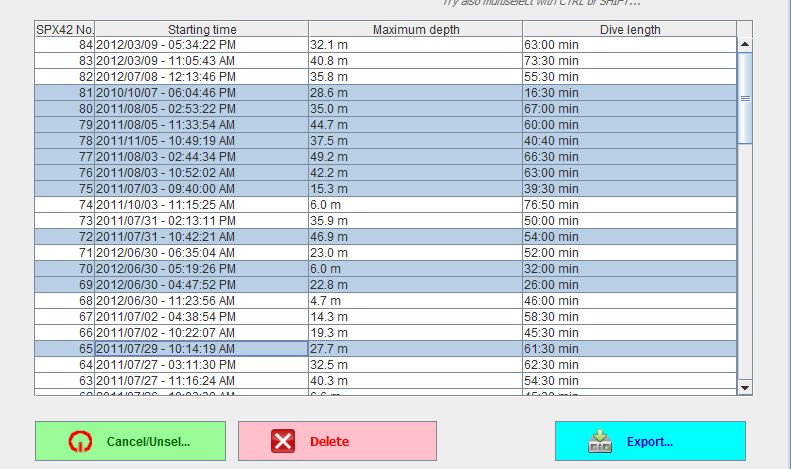 Try also multiselect with CTRL or SHIFT...
SPX42 No. Starting time Maximum depth Dive length
84 2012/03/09 - 05:34:22 PM 32.1 m 63:00 min
83 2012/03/09 - 11:05:43 AM 40.8 m 73:30 min
82 2012/07/08 - 12:13:46 PM 35.8 m 55:30 min
81 2010/10/07 - 06:04:46 PM 28.6 m 16:30 min
80 2011/08/05 - 02:53:22 PM 35.0 m 67:00 min
79 2011/08/05 - 11:33:54 AM 44.7 m 60:00 min
78 2011/11/05 - 10:49:19 AM 37.5 m 40:40 min
77 2011/08/03 - 02:44:34 PM 49.2 m 66:30 min
76 2011/08/03 - 10:52:02 AM 42.2 m 63:00 min
75 2011/07/03 - 09:40:00 AM 15.3 m 39:30 min
74 2011/10/03 - 11:15:25 AM 6.0 m 76:50 min
73 2011/07/31 - 02:13:11 PM 35.9 m 50:00 min
72 2011/07/31 - 10:42:21 AM 46.9 m 54:00 min
71 2012/06/30 - 06:35:04 AM 23.0 m 52:00 min
70 2012/06/30 - 05:19:26 PM 6.0 m 32:00 min
69 2012/06/30 - 04:47:52 PM 22.8 m 26:00 min
68 2012/06/30 - 11:23:56 AM 4.7 m 46:00 min
67 2011/07/02 - 04:38:54 PM 14.3 m 58:30 min
66 2011/07/02 - 10:22:07 AM 19.3 m 45:30 min
65 2011/07/29 - 10:14:19 AM 27.7 m 61:30 min
64 2011/07/27 - 03:11:30 PM 32.5 m 62:30 min
63 2011/07/27 - 11:16:24 AM 40.3 m 54:30 min
Cancel/Unsel... Delete Export...